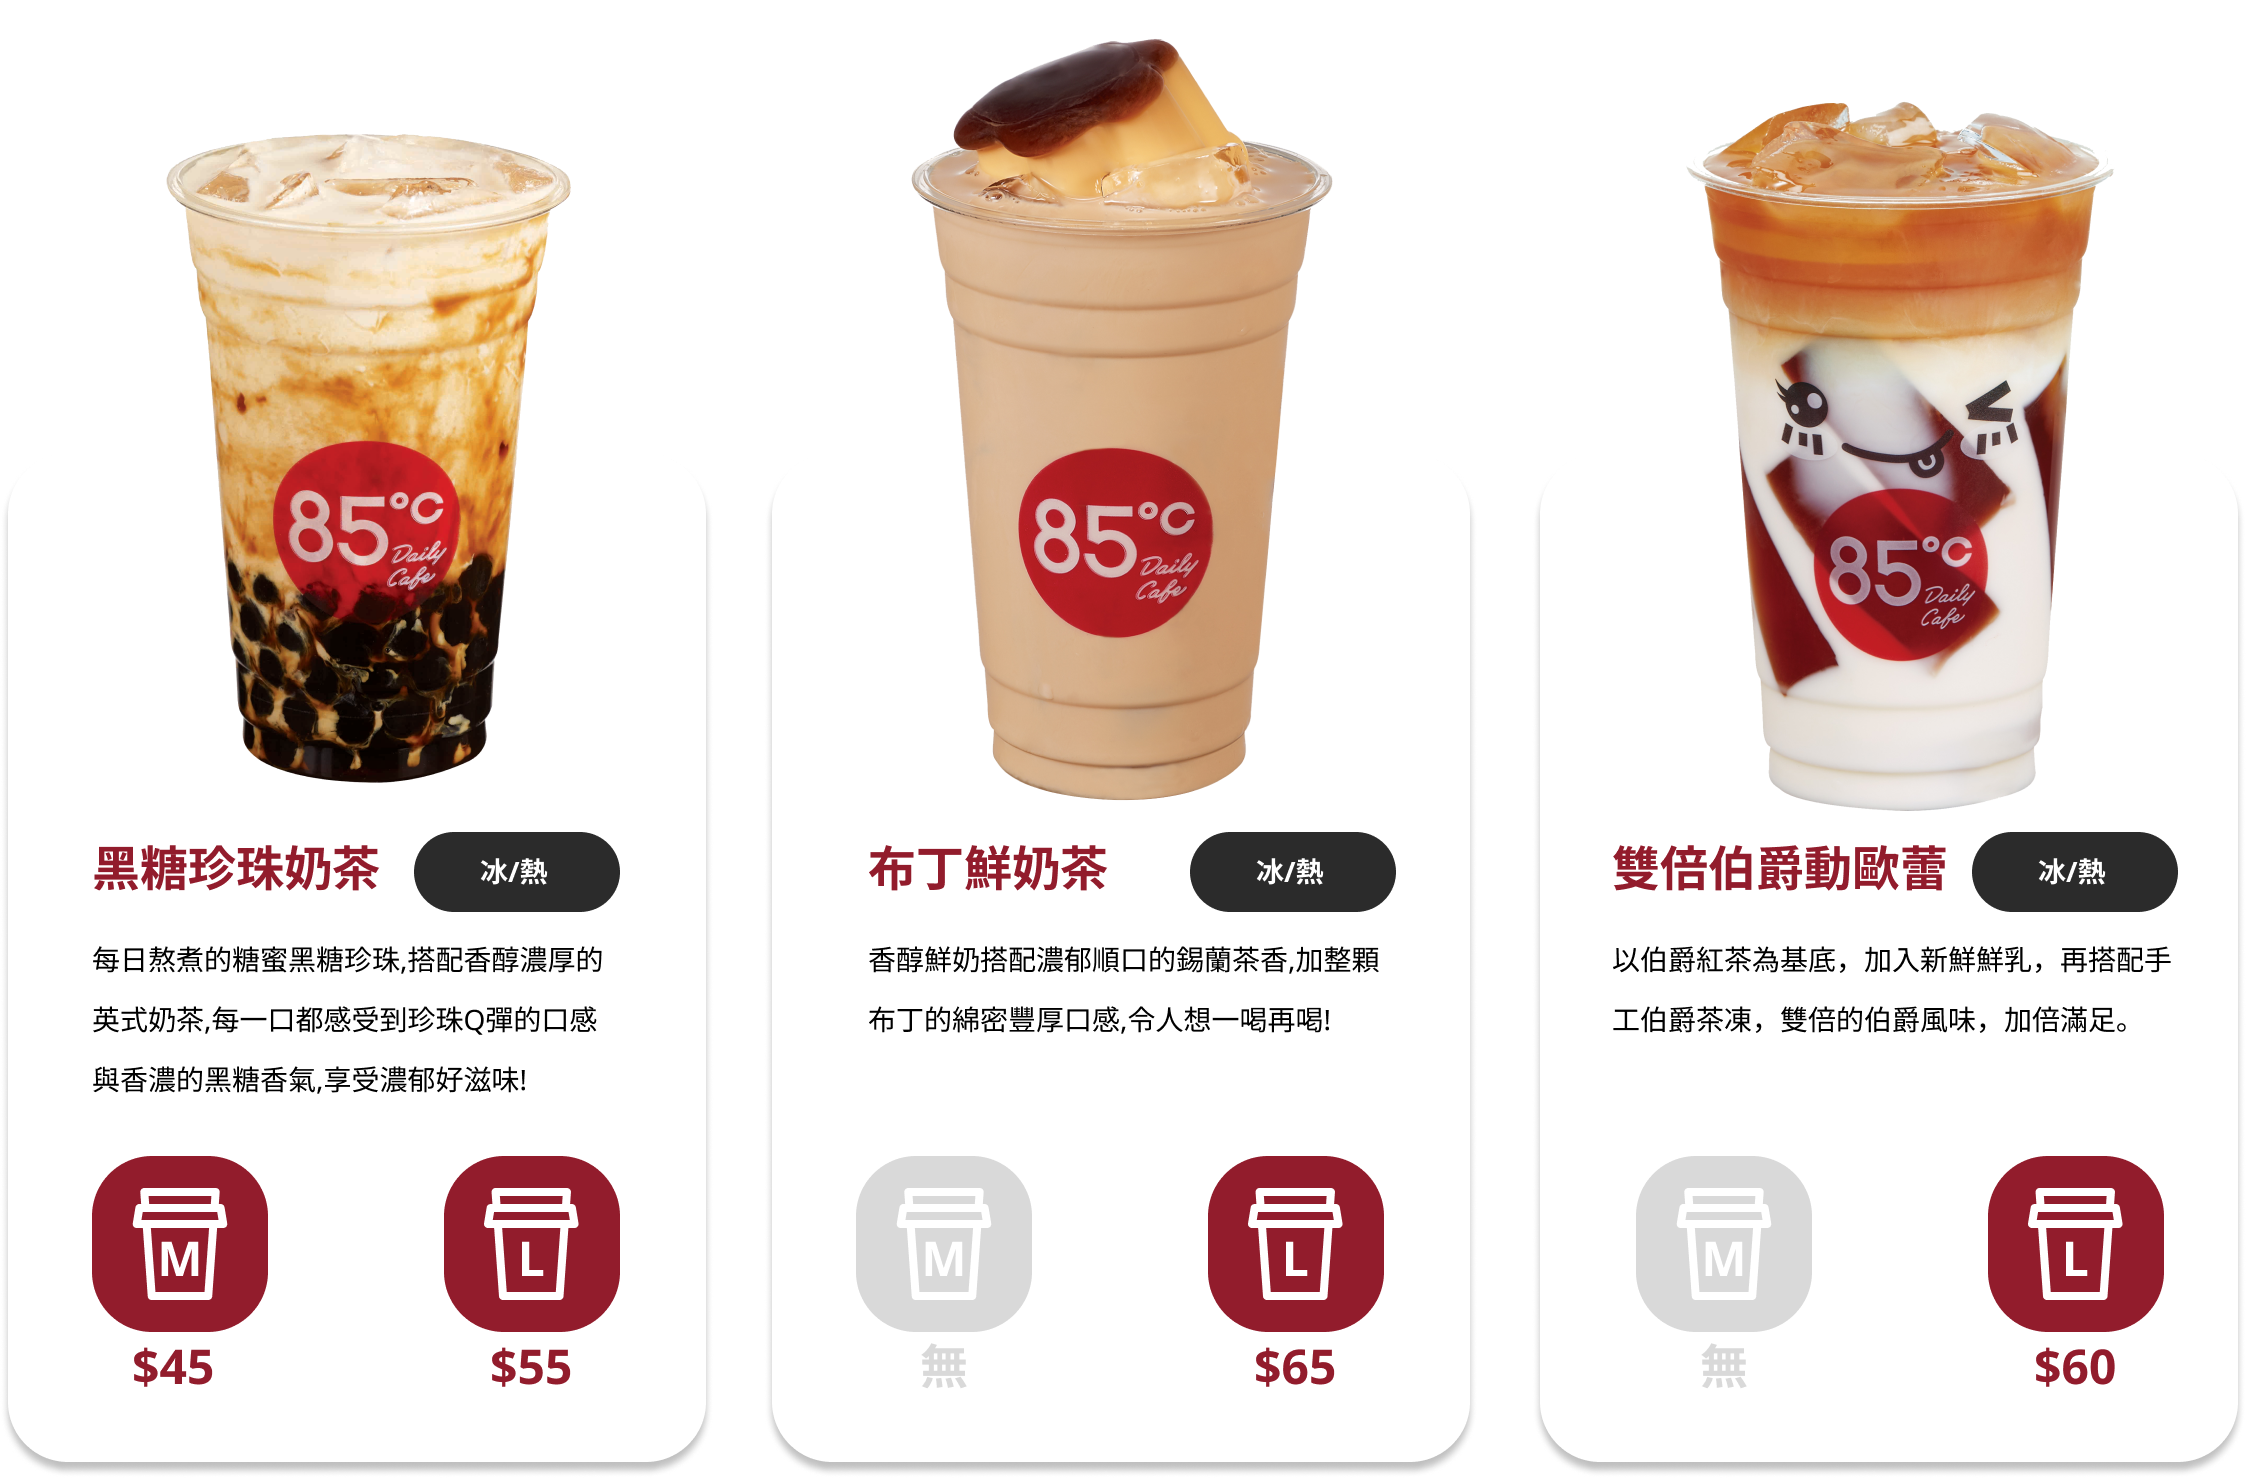 85°C
Daily
Cafe
85°C
Daily
Cafe
85°C
Daily
Cafe
黑糖珍珠奶茶
冰/熱
每日熬煮的糖蜜黑糖珍珠,搭配香醇濃厚的
英式奶茶,每一口都感受到珍珠Q彈的口感
與香濃的黑糖香氣,享受濃郁好滋味!
M
L
$45
$55
布丁鮮奶茶
冰/熱
香醇鮮奶搭配濃郁順口的錫蘭茶香,加整顆
布丁的綿密豐厚口感,令人想一喝再喝!
M
L
無
$65
雙倍伯爵動歐蕾
冰/熱
以伯爵紅茶為基底，加入新鮮鮮乳，再搭配手
工伯爵茶凍，雙倍的伯爵風味，加倍滿足。
M
L
無
$60